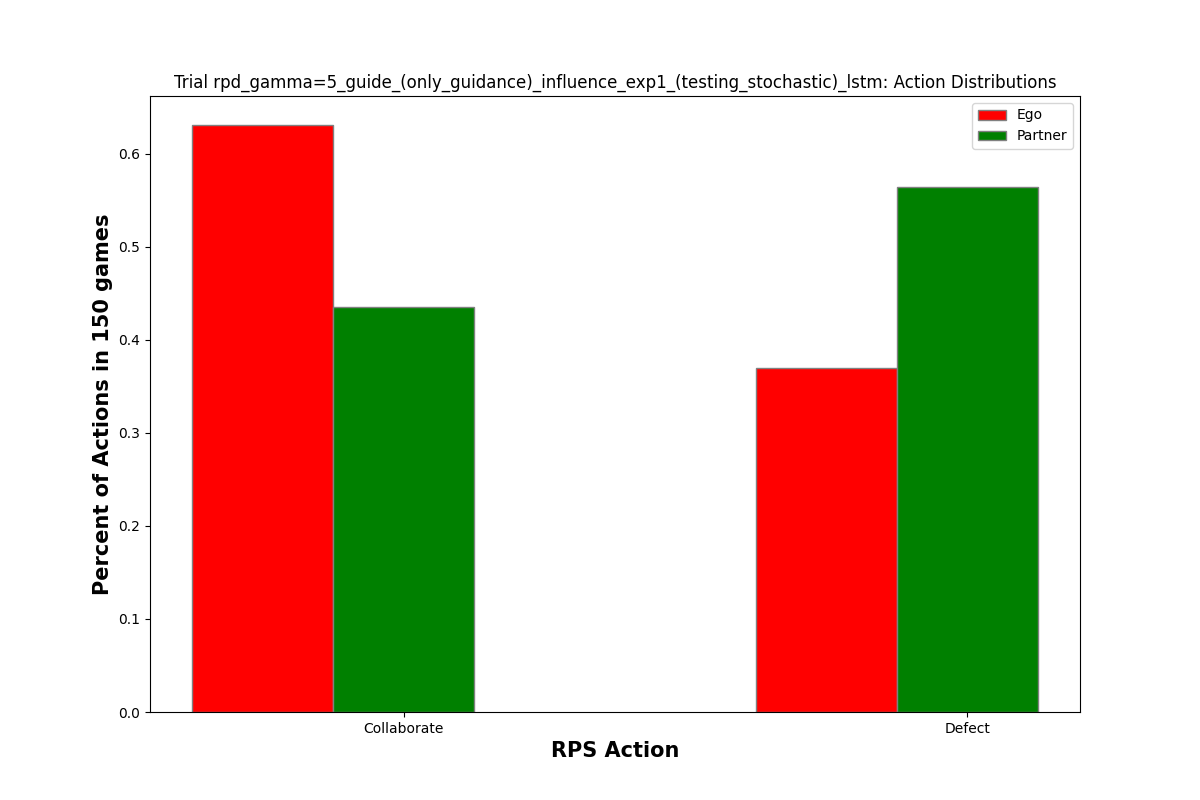 Trial rpd_gamma=5_guide_(only_guidance)_influence_exp1_(testing_stochastic)_lstm: Action Distributions
Ego
Partner
Percent of Actions in 150 games
0.6
0.5
0.4
0.3
0.2
0.1
0.0
Collaborate
Defect
RPS Action